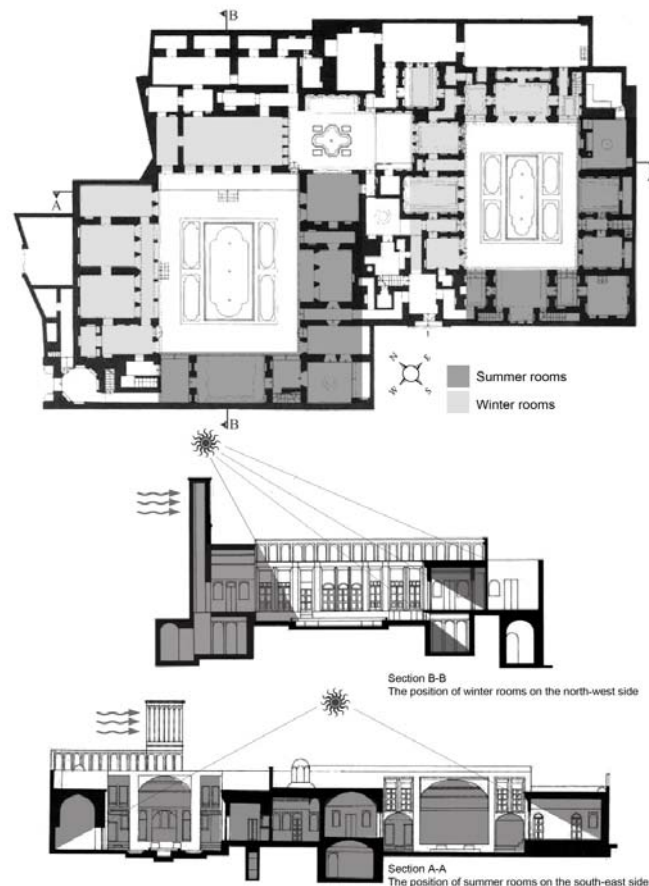 B
A
N E
W S
Summer rooms
Winter rooms
B
Section B-B
The position of winter rooms on the north-west side
Section A-A
The position of summer rooms on the south-east side